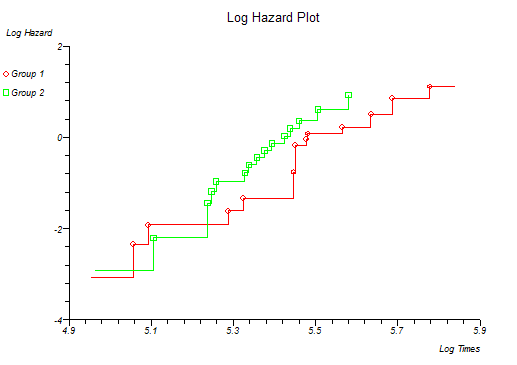 Log Hazard Plot
Log Hazard
2
Group 1
Group 2
0
-2
-4
4.9 5.1 5.3 5.5 5.7 5.9
Log Times